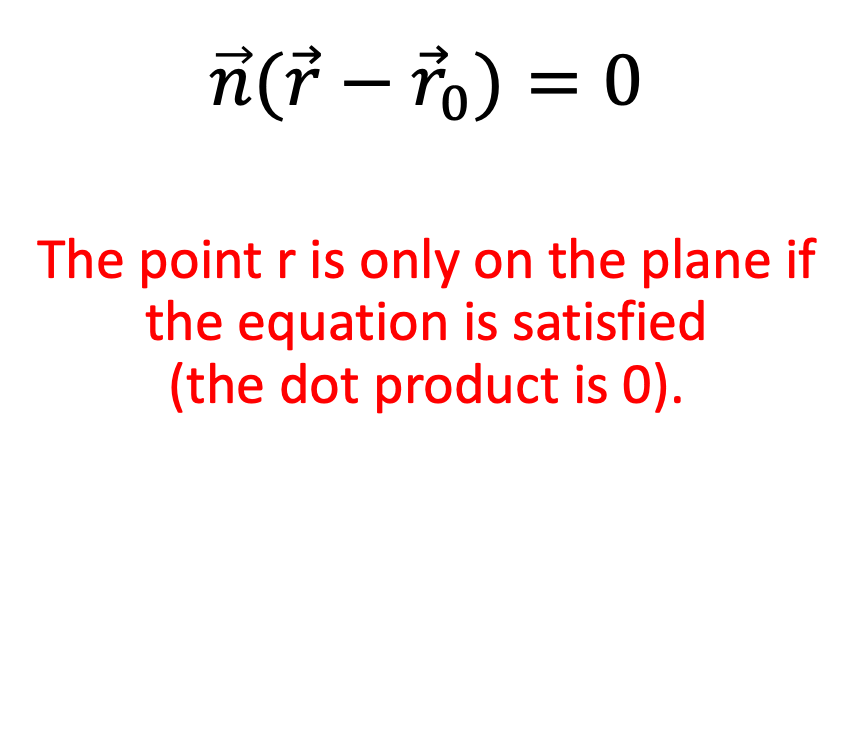 n⃗(r⃗ − r⃗₀) = 0
The point r is only on the plane if
the equation is satisfied
(the dot product is 0).